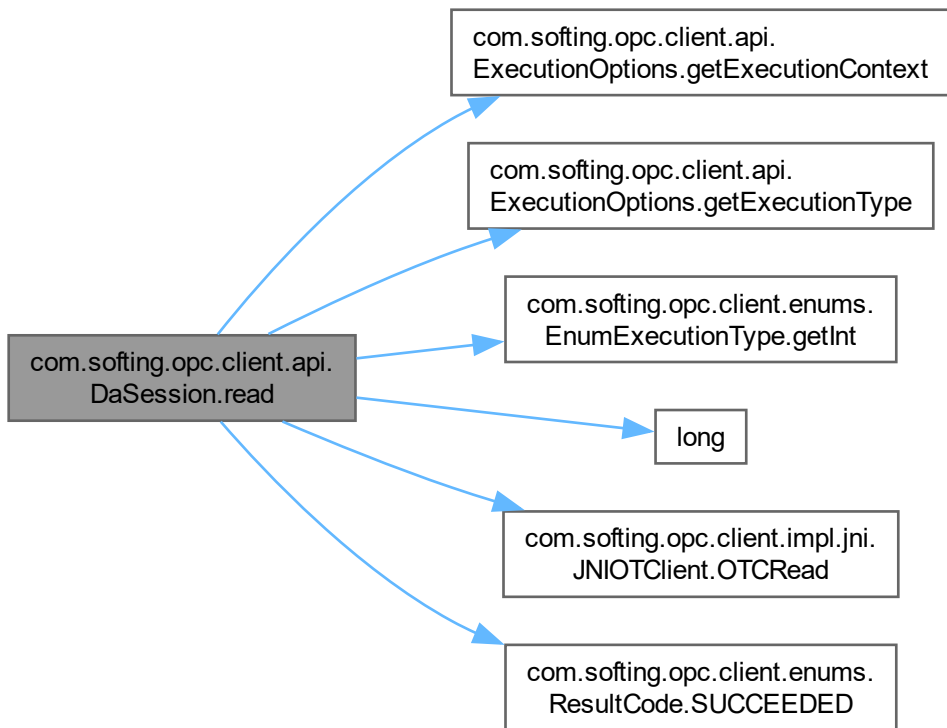 com.softing.opc.client.api.
ExecutionOptions.getExecutionContext
com.softing.opc.client.api.
ExecutionOptions.getExecutionType
com.softing.opc.client.enums.
EnumExecutionType.getInt
com.softing.opc.client.api.
DaSession.read
long
com.softing.opc.client.impl.jni.
JNIOTClient.OTCRead
com.softing.opc.client.enums.
ResultCode.SUCCEEDED